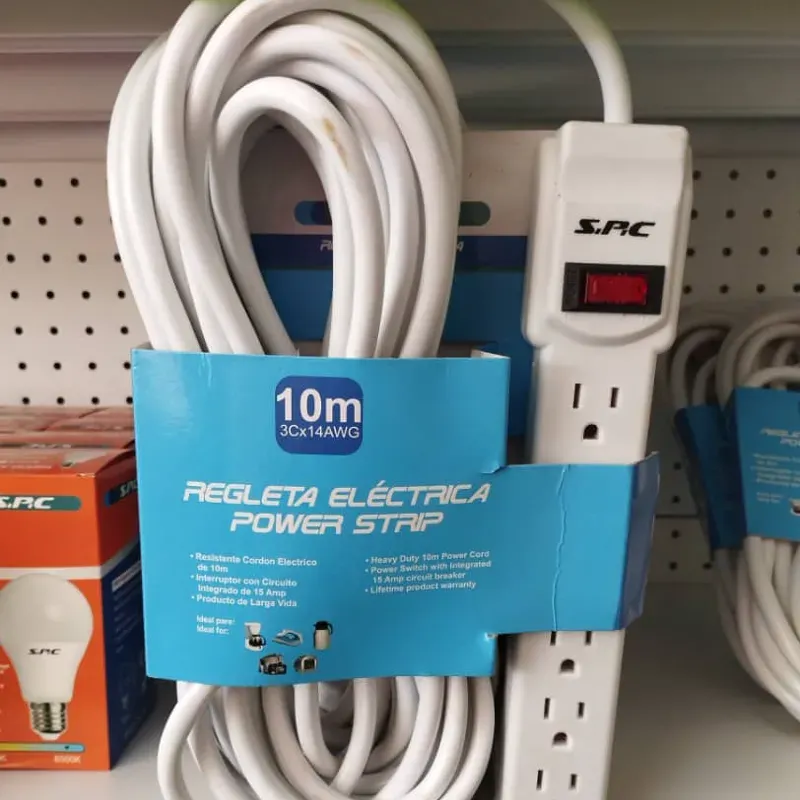 S.P.C
10m
3Cx14AWG
REGLETA ELÉCTRICA
POWER STRIP
• Resistente Cordon Electrico
de 10m
• Interruptor con Circuito
Integrado de 15 Amp
• Producto de Larga Vida
• Heavy Duty 10m Power Cord
• Power Switch with Integrated
15 Amp circuit breaker
• Lifetime product warranty
Ideal para:
Ideal for:
S.P.C
S.P.C
6500K